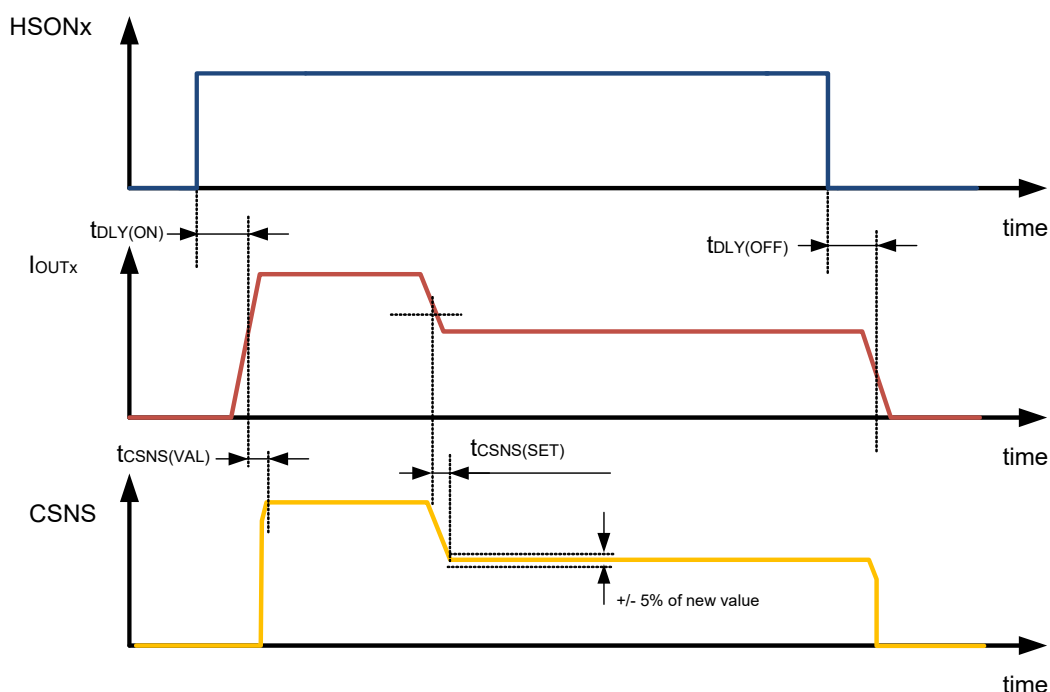 HSONx
time
tDLY(ON)
tDLY(OFF)
IOUTx
time
tCSNS(VAL)
tCSNS(SET)
CSNS
+/- 5% of new value
time